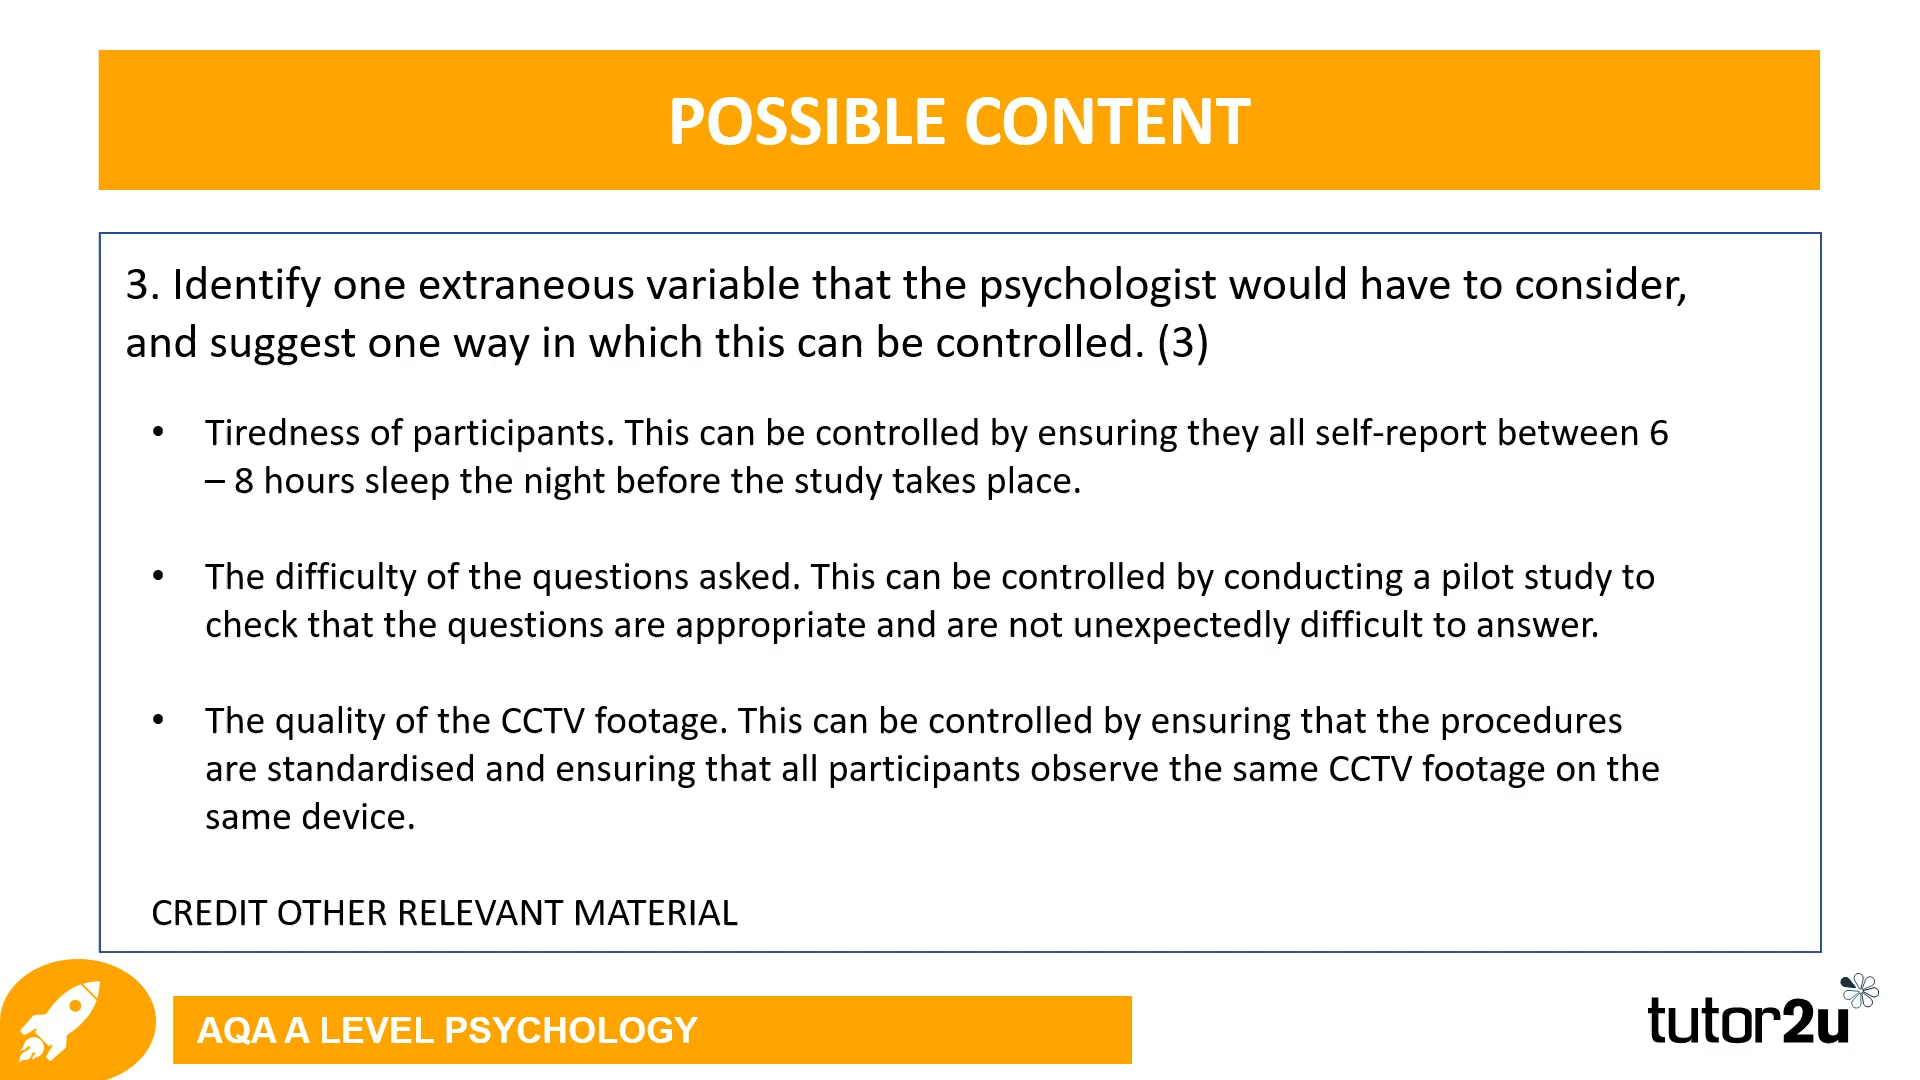 POSSIBLE CONTENT
3. Identify one extraneous variable that the psychologist would have to consider,
and suggest one way in which this can be controlled. (3)
• Tiredness of participants. This can be controlled by ensuring they all self-report between 6
– 8 hours sleep the night before the study takes place.
• The difficulty of the questions asked. This can be controlled by conducting a pilot study to
check that the questions are appropriate and are not unexpectedly difficult to answer.
• The quality of the CCTV footage. This can be controlled by ensuring that the procedures
are standardised and ensuring that all participants observe the same CCTV footage on the
same device.
CREDIT OTHER RELEVANT MATERIAL
AQA A LEVEL PSYCHOLOGY
tutor2u